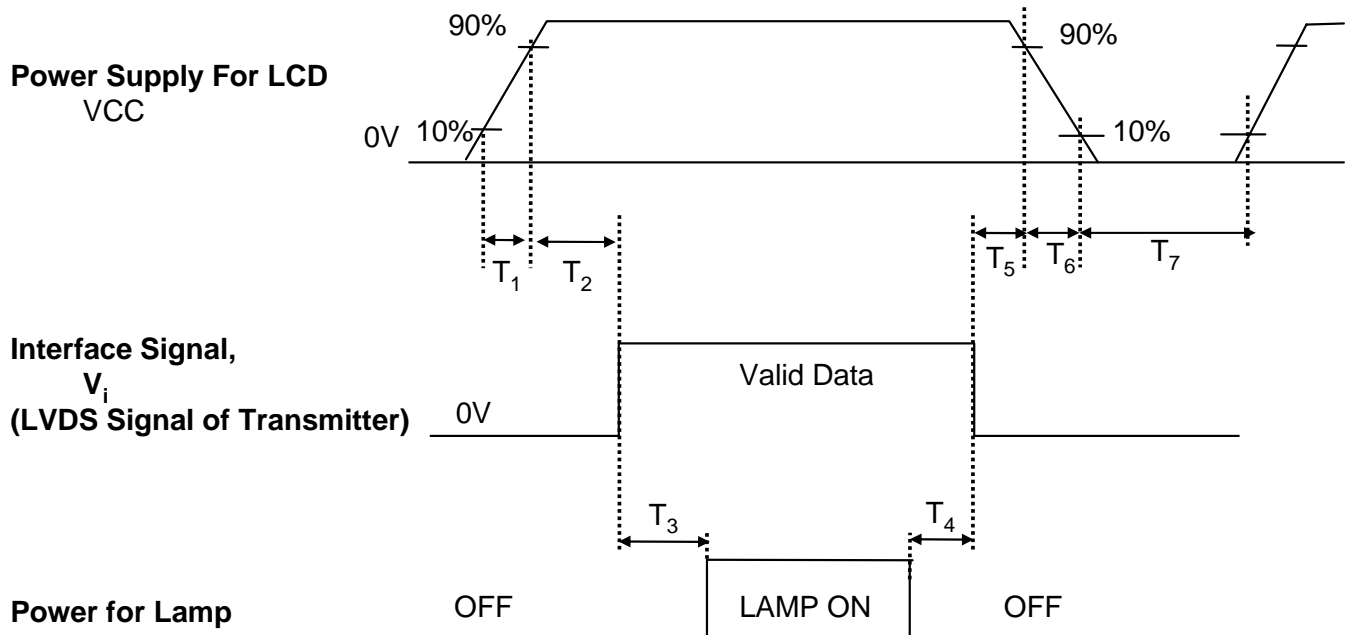 90%
90%
Power Supply For LCD
VCC
0V
10%
10%
T1
T2
T5
T6
T7
Interface Signal,
Vi
(LVDS Signal of Transmitter)
Valid Data
0V
T3
T4
Power for Lamp
OFF
LAMP ON
OFF